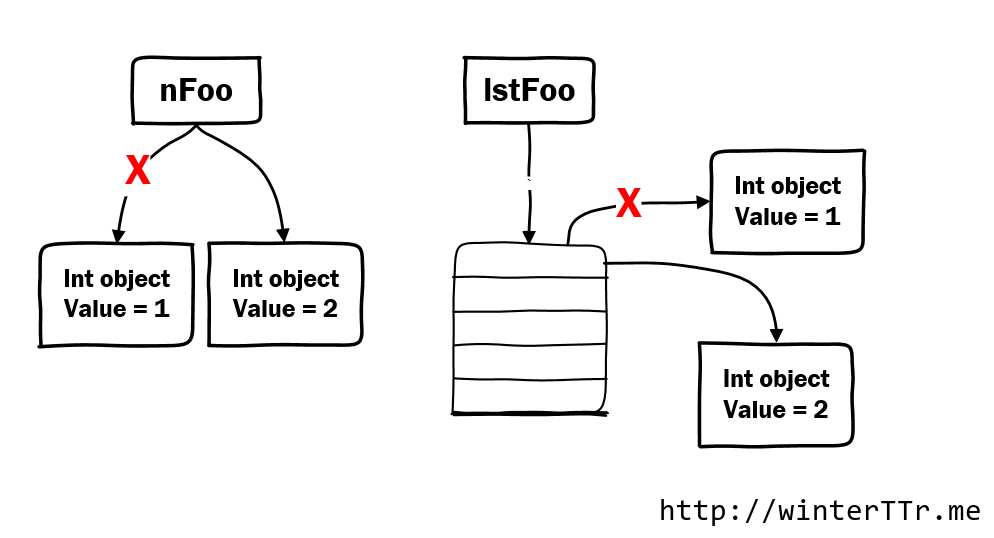 nFoo
lstFoo
X
X
Int object
Value = 1
Int object
Value = 1
Int object
Value = 2
Int object
Value = 2
http://winterTTr.me